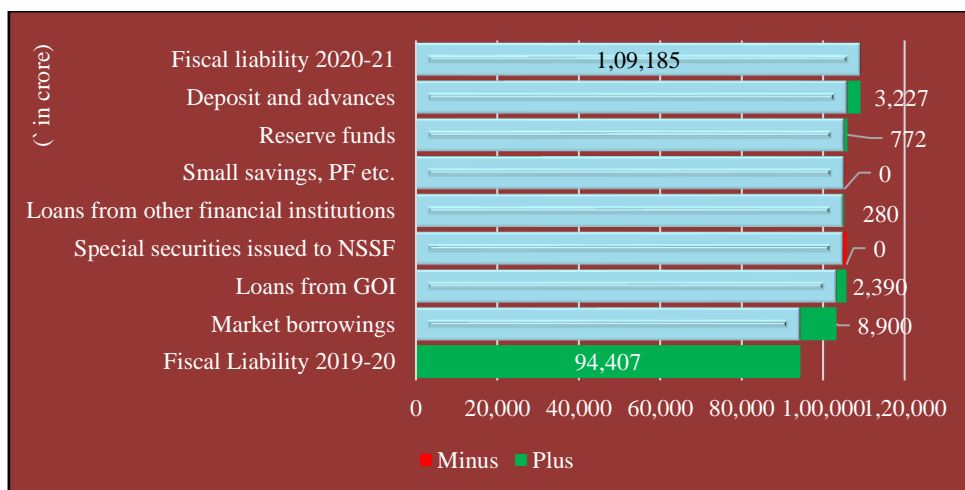 (` in crore)
Fiscal liability 2020-21 1,09,185
Deposit and advances 3,227
Reserve funds 772
Small savings, PF etc. 0
Loans from other financial institutions 280
Special securities issued to NSSF 0
Loans from GOI 2,390
Market borrowings 8,900
Fiscal Liability 2019-20 94,407
0 20,000 40,000 60,000 80,000 1,00,000 1,20,000
Minus Plus